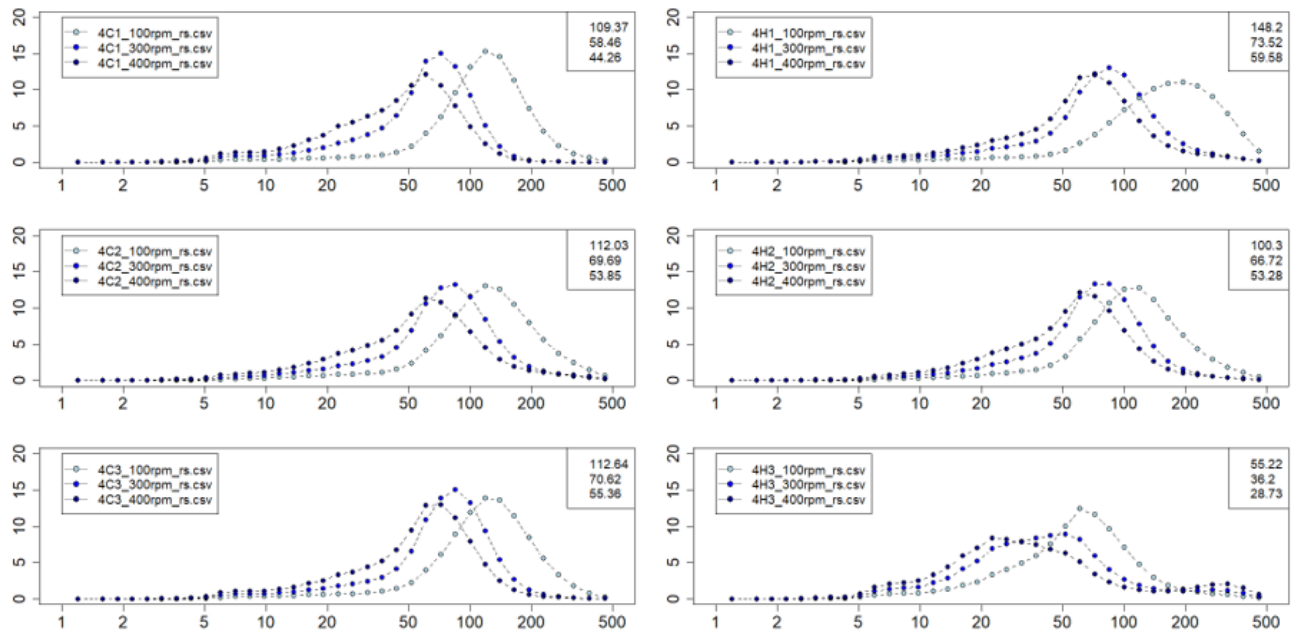 20
15
10
5
0
4C1_100rpm_rs.csv
4C1_300rpm_rs.csv
4C1_400rpm_rs.csv
109.37
58.46
44.26
1 2 5 10 20 50 100 200 500
20
15
10
5
0
4H1_100rpm_rs.csv
4H1_300rpm_rs.csv
4H1_400rpm_rs.csv
148.2
73.52
59.58
1 2 5 10 20 50 100 200 500
20
15
10
5
0
4C2_100rpm_rs.csv
4C2_300rpm_rs.csv
4C2_400rpm_rs.csv
112.03
69.69
53.85
1 2 5 10 20 50 100 200 500
20
15
10
5
0
4H2_100rpm_rs.csv
4H2_300rpm_rs.csv
4H2_400rpm_rs.csv
100.3
66.72
53.28
1 2 5 10 20 50 100 200 500
20
15
10
5
0
4C3_100rpm_rs.csv
4C3_300rpm_rs.csv
4C3_400rpm_rs.csv
112.64
70.62
55.36
1 2 5 10 20 50 100 200 500
20
15
10
5
0
4H3_100rpm_rs.csv
4H3_300rpm_rs.csv
4H3_400rpm_rs.csv
55.22
36.2
28.73
1 2 5 10 20 50 100 200 500